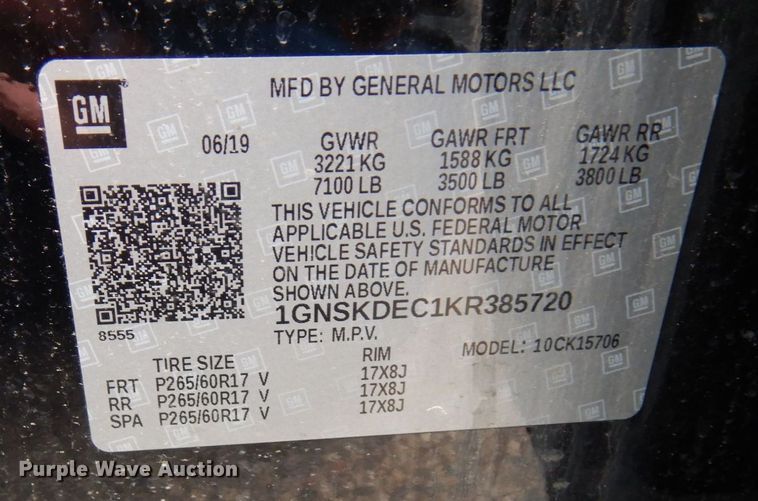 GM
MFD BY GENERAL MOTORS LLC
06/19 GVWR GAWR FRT GAWR RR
3221 KG 1588 KG 1724 KG
7100 LB 3500 LB 3800 LB
THIS VEHICLE CONFORMS TO ALL
APPLICABLE U.S. FEDERAL MOTOR
VEHICLE SAFETY STANDARDS IN EFFECT
ON THE DATE OF MANUFACTURE
SHOWN ABOVE.
1GNSKDEC1KR385720
8555
TYPE: M.P.V. MODEL: 10CK15706
TIRE SIZE RIM
FRT P265/60R17 V 17X8J
RR P265/60R17 V 17X8J
SPA P265/60R17 V 17X8J
Purple Wave Auction